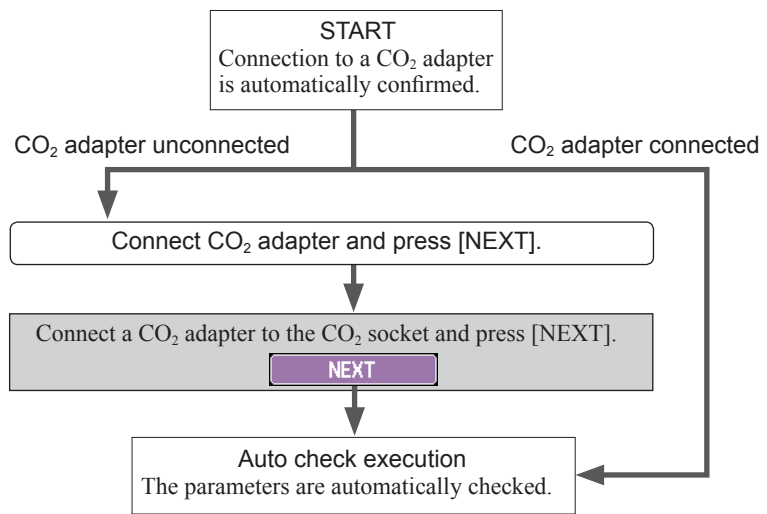 START
Connection to a CO₂ adapter
is automatically confirmed.
CO₂ adapter unconnected
CO₂ adapter connected
Connect CO₂ adapter and press [NEXT].
Connect a CO₂ adapter to the CO₂ socket and press [NEXT].
NEXT
Auto check execution
The parameters are automatically checked.